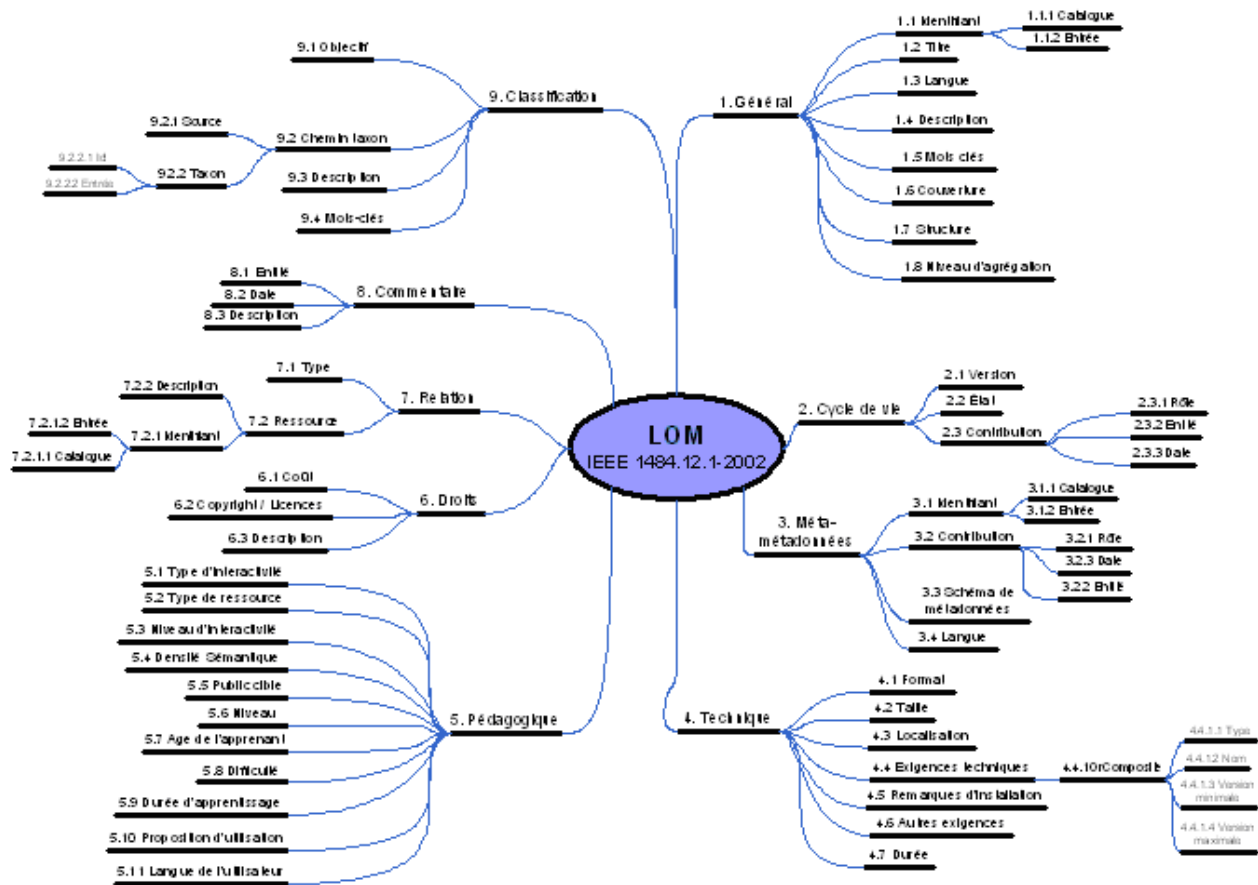 LOM
IEEE 1484.12.1-2002
1. Général
1.1 Identifiant
1.1.1 Catalogue
1.1.2 Entrée
1.2 Titre
1.3 Langue
1.4 Description
1.5 Mots clés
1.6 Couverture
1.7 Structure
1.8 Niveau d'agrégation
2. Cycle de vie
2.1 Version
2.2 État
2.3 Contribution
2.3.1 Rôle
2.3.2 Entité
2.3.3 Date
3. Méta-
métadonnées
3.1 Identifiant
3.1.1 Catalogue
3.1.2 Entrée
3.2 Contribution
3.2.1 Rôle
3.2.3 Date
3.2.2 Entité
3.3 Schéma de
métadonnées
3.4 Langue
4. Technique
4.1 Format
4.2 Taille
4.3 Localisation
4.4 Exigences techniques
4.4.1 OrComposite
4.4.1.1 Type
4.4.1.2 Nom
4.4.1.3 Version
minimale
4.4.1.4 Version
maximale
4.5 Remarques d'installation
4.6 Autres exigences
4.7 Durée
5. Pédagogique
5.1 Type d'interactivité
5.2 Type de ressource
5.3 Niveau d'interactivité
5.4 Densité Sémantique
5.5 Public cible
5.6 Niveau
5.7 Age de l'apprenant
5.8 Difficulté
5.9 Durée d'apprentissage
5.10 Proposition d'utilisation
5.11 Langue de l'utilisateur
6. Droits
6.1 Coût
6.2 Copyright / Licences
6.3 Description
7. Relation
7.1 Type
7.2 Ressource
7.2.2 Description
7.2.1 Identifiant
7.2.1.2 Entrée
7.2.1.1 Catalogue
8. Commentaire
8.1 Entité
8.2 Date
8.3 Description
9. Classification
9.1 Objectif
9.2 Chemin taxon
9.2.1 Source
9.2.2 Taxon
9.2.2.1 Id
9.2.2.2 Entrée
9.3 Description
9.4 Mots-clés